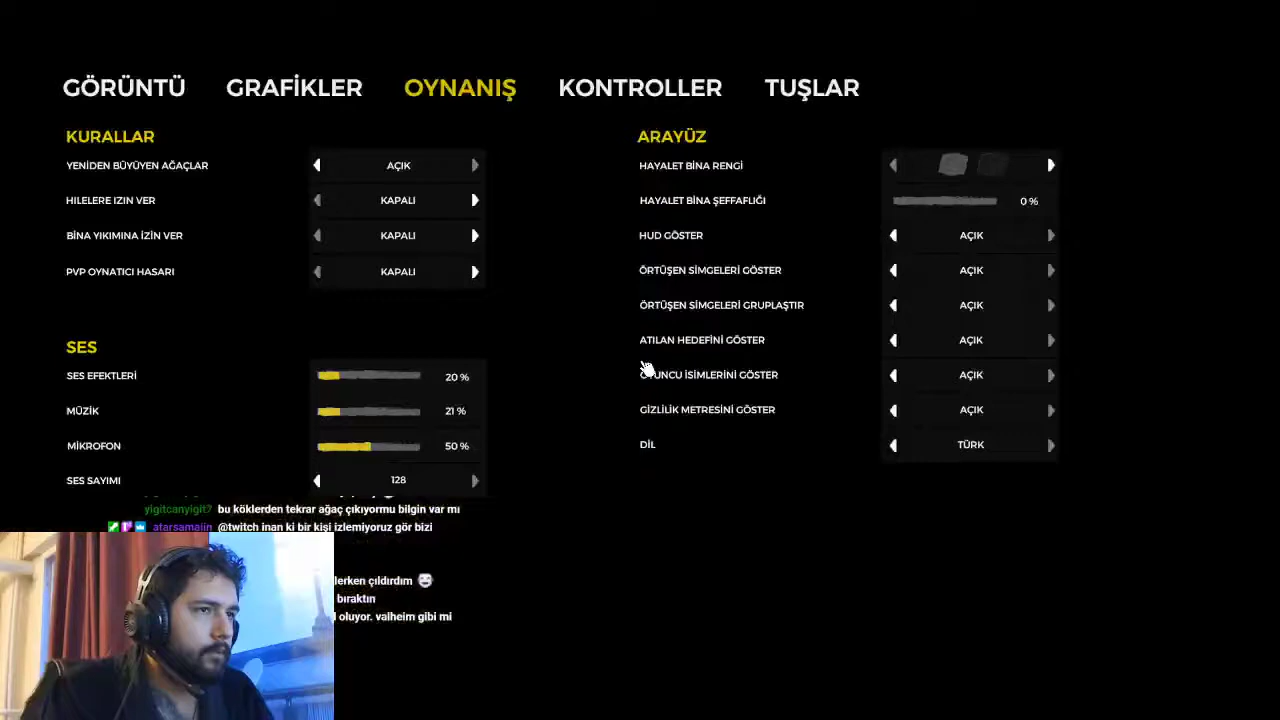 GÖRÜNTÜ GRAFİKLER OYNANIŞ KONTROLLER TUŞLAR
KURALLAR
YENİDEN BÜYÜYEN AĞAÇLAR AÇIK
HILELERE IZIN VER KAPALI
BİNA YIKIMINA İZİN VER KAPALI
PVP OYNATICI HASARI KAPALI
SES
SES EFEKTLERİ 20 %
MÜZİK 21 %
MİKROFON 50 %
SES SAYIMI 128
ARAYÜZ
HAYALET BİNA RENGİ
HAYALET BİNA ŞEFFAFLIĞI 0 %
HUD GÖSTER AÇIK
ÖRTÜŞEN SİMGELERİ GÖSTER AÇIK
ÖRTÜŞEN SİMGELERİ GRUPLAŞTIR AÇIK
ATILAN HEDEFİNİ GÖSTER AÇIK
OYUNCU İSİMLERİNİ GÖSTER AÇIK
GİZLİLİK METRESİNİ GÖSTER AÇIK
DİL TÜRK
yigitcanyigit7 bu köklerden tekrar ağaç çıkıyormu bilgin var mı
atarsamaiin @twitch inan ki bir kişi izlemiyoruz gör bizi
lerken çıldırdım
bıraktın
l oluyor. valheim gibi mi